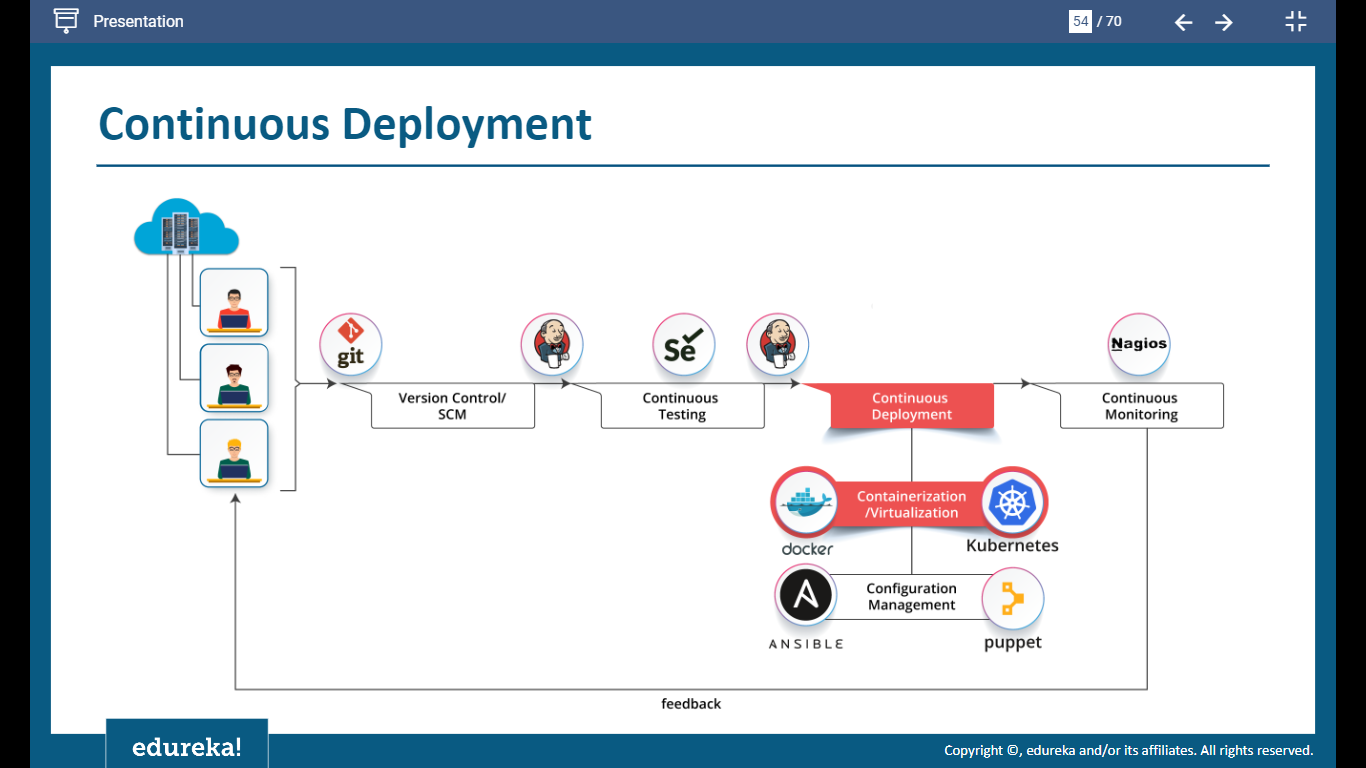 Presentation
54 / 70
Continuous Deployment
git
Se
Nagios
Version Control/
SCM
Continuous
Testing
Continuous
Deployment
Continuous
Monitoring
Containerization
/Virtualization
docker
Kubernetes
Configuration
Management
A
ANSIBLE
puppet
feedback
edureka!
Copyright ©, edureka and/or its affiliates. All rights reserved.